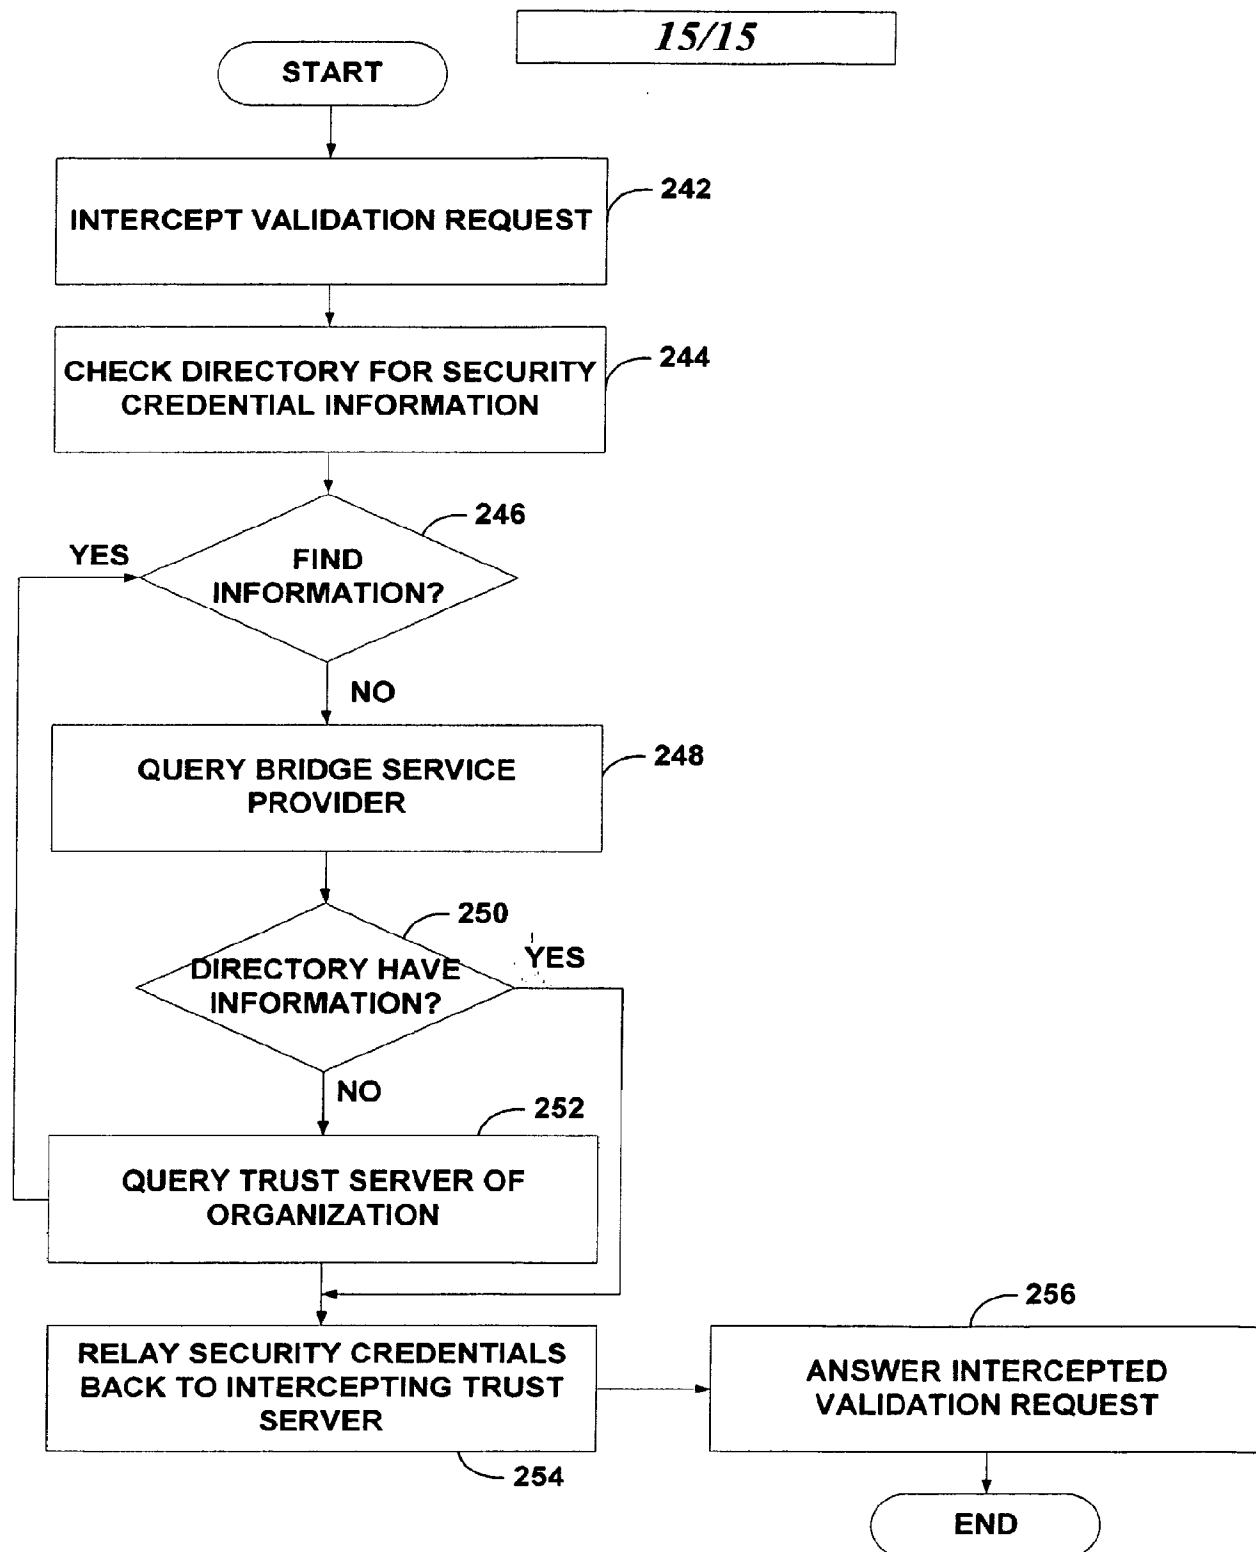 15/15
START
INTERCEPT VALIDATION REQUEST
242
CHECK DIRECTORY FOR SECURITY
CREDENTIAL INFORMATION
244
246
YES
FIND
INFORMATION?
NO
QUERY BRIDGE SERVICE
PROVIDER
248
250
YES
DIRECTORY HAVE
INFORMATION?
NO
252
QUERY TRUST SERVER OF
ORGANIZATION
RELAY SECURITY CREDENTIALS
BACK TO INTERCEPTING TRUST
SERVER
254
256
ANSWER INTERCEPTED
VALIDATION REQUEST
END